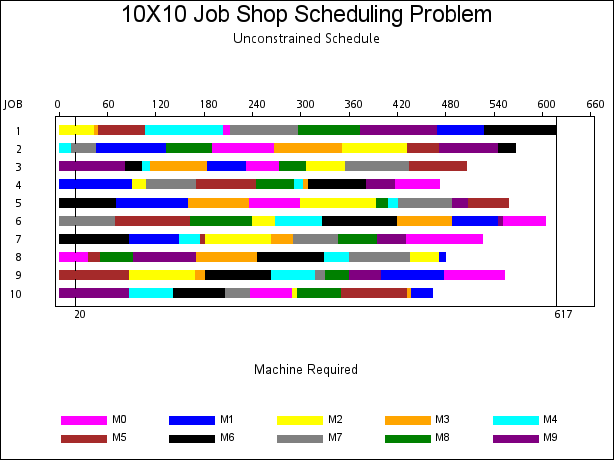 10X10 Job Shop Scheduling Problem
Unconstrained Schedule
JOB 0 60 120 180 240 300 360 420 480 540 600 660
1
2
3
4
5
6
7
8
9
10
20 617
Machine Required
M0 M1 M2 M3 M4
M5 M6 M7 M8 M9